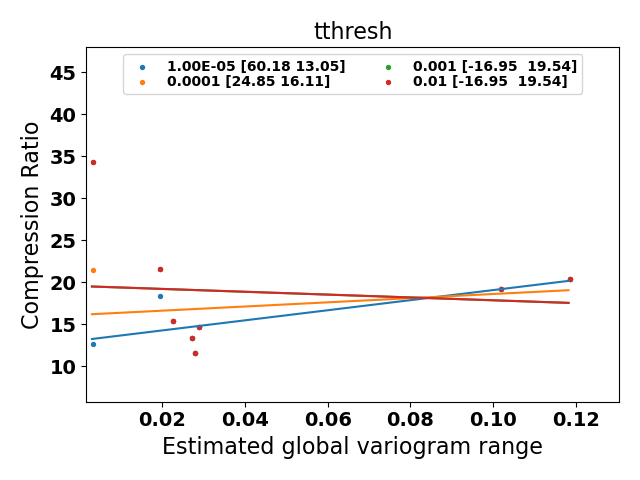 tthresh
1.00E-05 [60.18 13.05]
0.0001 [24.85 16.11]
0.001 [-16.95  19.54]
0.01 [-16.95  19.54]
Compression Ratio
45
40
35
30
25
20
15
10
0.02 0.04 0.06 0.08 0.10 0.12
Estimated global variogram range